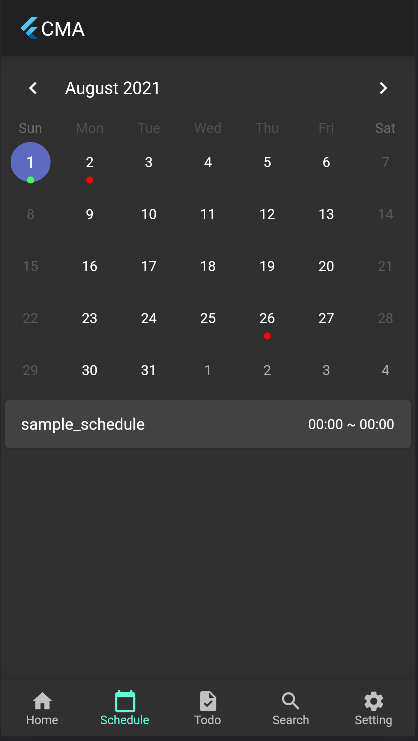 CMA
August 2021
Sun Mon Tue Wed Thu Fri Sat
1 2 3 4 5 6 7
8 9 10 11 12 13 14
15 16 17 18 19 20 21
22 23 24 25 26 27 28
29 30 31 1 2 3 4
sample_schedule 00:00 ~ 00:00
Home Schedule Todo Search Setting